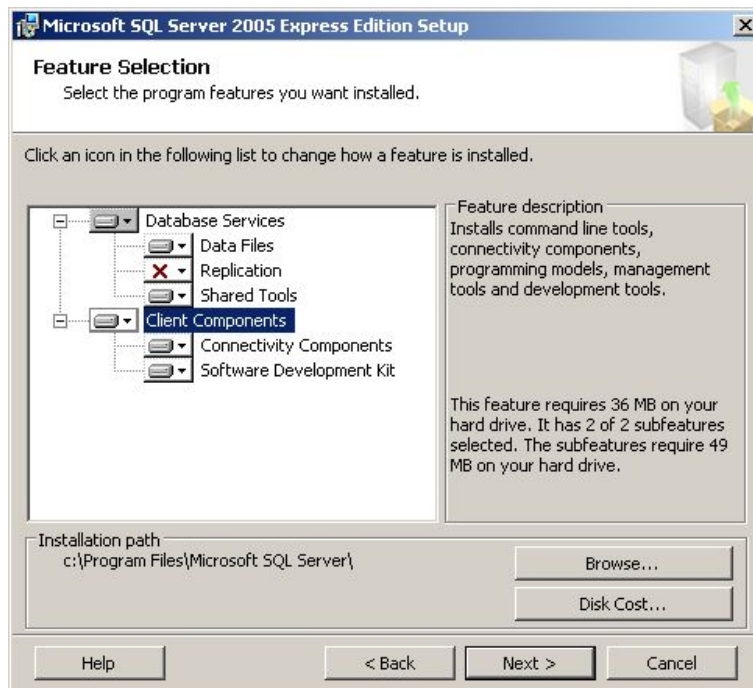 Microsoft SQL Server 2005 Express Edition Setup
Feature Selection
Select the program features you want installed.
Click an icon in the following list to change how a feature is installed.
Database Services
Data Files
Replication
Shared Tools
Client Components
Connectivity Components
Software Development Kit
Feature description
Installs command line tools,
connectivity components,
programming models, management
tools and development tools.
This feature requires 36 MB on your
hard drive. It has 2 of 2 subfeatures
selected. The subfeatures require 49
MB on your hard drive.
Installation path
c:\Program Files\Microsoft SQL Server\
Browse...
Disk Cost...
Help
< Back
Next >
Cancel